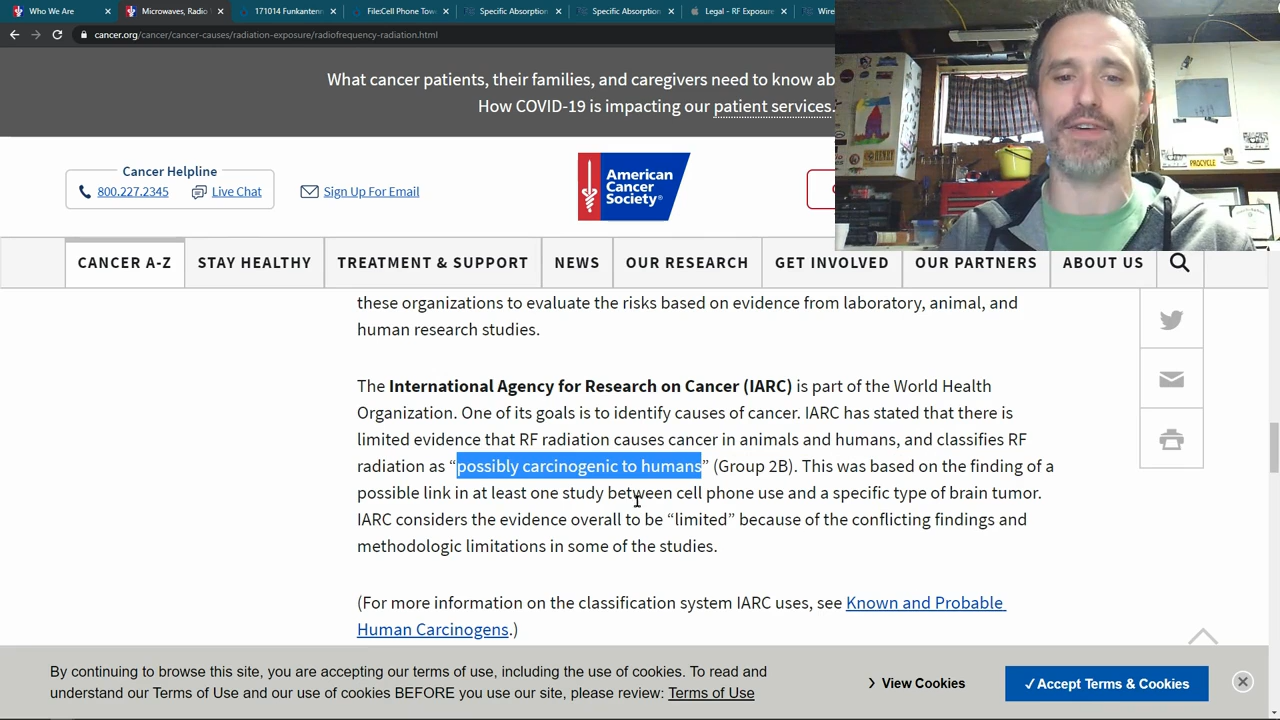 Who We Are
Microwaves, Radio
171014 Funkantenn
File:Cell Phone Tow
Specific Absorption
Specific Absorption
Legal - RF Exposure
Wire
cancer.org/cancer/cancer-causes/radiation-exposure/radiofrequency-radiation.html
What cancer patients, their families, and caregivers need to know ab
How COVID-19 is impacting our patient services.
Cancer Helpline
800.227.2345
Live Chat
Sign Up For Email
American
Cancer
Society®
CANCER A-Z
STAY HEALTHY
TREATMENT & SUPPORT
NEWS
OUR RESEARCH
GET INVOLVED
OUR PARTNERS
ABOUT US
these organizations to evaluate the risks based on evidence from laboratory, animal, and
human research studies.
The International Agency for Research on Cancer (IARC) is part of the World Health
Organization. One of its goals is to identify causes of cancer. IARC has stated that there is
limited evidence that RF radiation causes cancer in animals and humans, and classifies RF
radiation as “possibly carcinogenic to humans” (Group 2B). This was based on the finding of a
possible link in at least one study between cell phone use and a specific type of brain tumor.
IARC considers the evidence overall to be “limited” because of the conflicting findings and
methodologic limitations in some of the studies.
(For more information on the classification system IARC uses, see Known and Probable
Human Carcinogens.)
By continuing to browse this site, you are accepting our terms of use, including the use of cookies. To read and
understand our Terms of Use and our use of cookies BEFORE you use our site, please review: Terms of Use
View Cookies
✓Accept Terms & Cookies